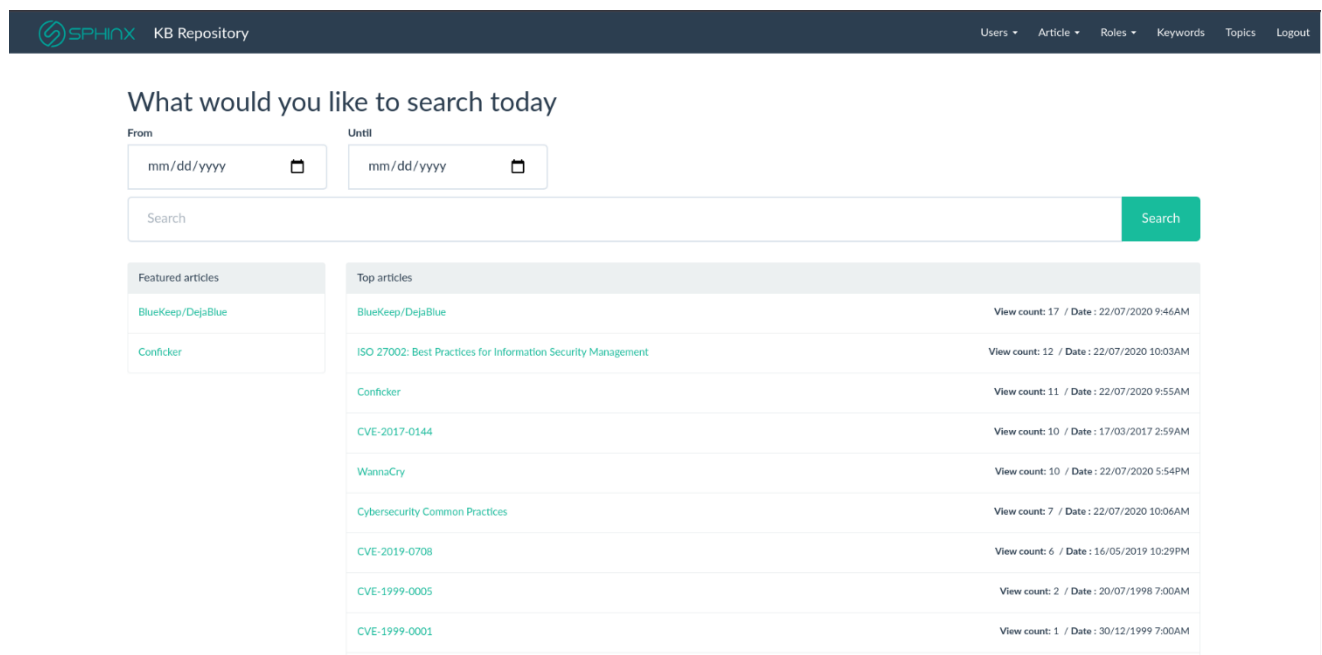 SPHINX KB Repository Users Article Roles Keywords Topics Logout
What would you like to search today
From Until
mm/dd/yyyy mm/dd/yyyy
Search Search
Featured articles Top articles
BlueKeep/DejaBlue BlueKeep/DejaBlue View count: 17 / Date : 22/07/2020 9:46AM
ISO 27002: Best Practices for Information Security Management View count: 12 / Date : 22/07/2020 10:03AM
Conficker Conficker View count: 11 / Date : 22/07/2020 9:55AM
CVE-2017-0144 View count: 10 / Date : 17/03/2017 2:59AM
WannaCry View count: 10 / Date : 22/07/2020 5:54PM
Cybersecurity Common Practices View count: 7 / Date : 22/07/2020 10:06AM
CVE-2019-0708 View count: 6 / Date : 16/05/2019 10:29PM
CVE-1999-0005 View count: 2 / Date : 20/07/1998 7:00AM
CVE-1999-0001 View count: 1 / Date : 30/12/1999 7:00AM